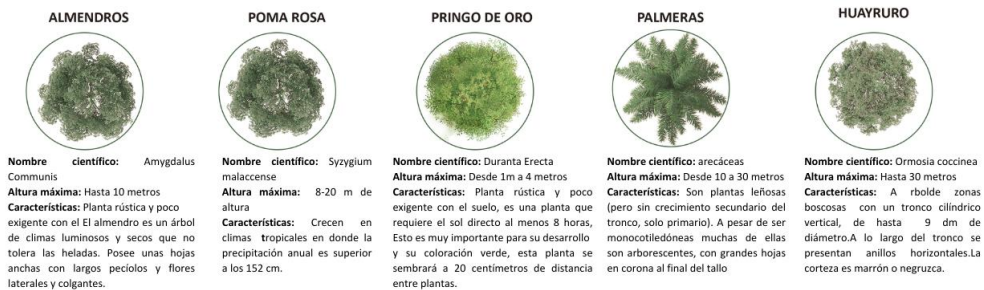 ALMENDROS
Nombre científico: Amygdalus
Communis
Altura máxima: Hasta 10 metros
Características: Planta rústica y poco
exigente con el El almendro es un árbol
de climas luminosos y secos que no
tolera las heladas. Posee unas hojas
anchas con largos pecíolos y flores
laterales y colgantes.
POMA ROSA
Nombre científico: Syzygium
malaccense
Altura máxima: 8-20 m de
altura
Características: Crecen en
climas tropicales en donde la
precipitación anual es superior
a los 152 cm.
PRINGO DE ORO
Nombre científico: Duranta Erecta
Altura máxima: Desde 1m a 4 metros
Características: Planta rústica y poco
exigente con el suelo, es una planta que
requiere el sol directo al menos 8 horas,
Esto es muy importante para su desarrollo
y su coloración verde, esta planta se
sembrará a 20 centímetros de distancia
entre plantas.
PALMERAS
Nombre científico: arecáceas
Altura máxima: Desde 10 a 30 metros
Características: Son plantas leñosas
(pero sin crecimiento secundario del
tronco, solo primario). A pesar de ser
monocotiledóneas muchas de ellas
son arborescentes, con grandes hojas
en corona al final del tallo
HUAYRURO
Nombre científico: Ormosia coccinea
Altura máxima: Hasta 30 metros
Características: A rbolde zonas
boscosas con un tronco cilíndrico
vertical, de hasta 9 dm de
diámetro.A lo largo del tronco se
presentan anillos horizontales.La
corteza es marrón o negruzca.